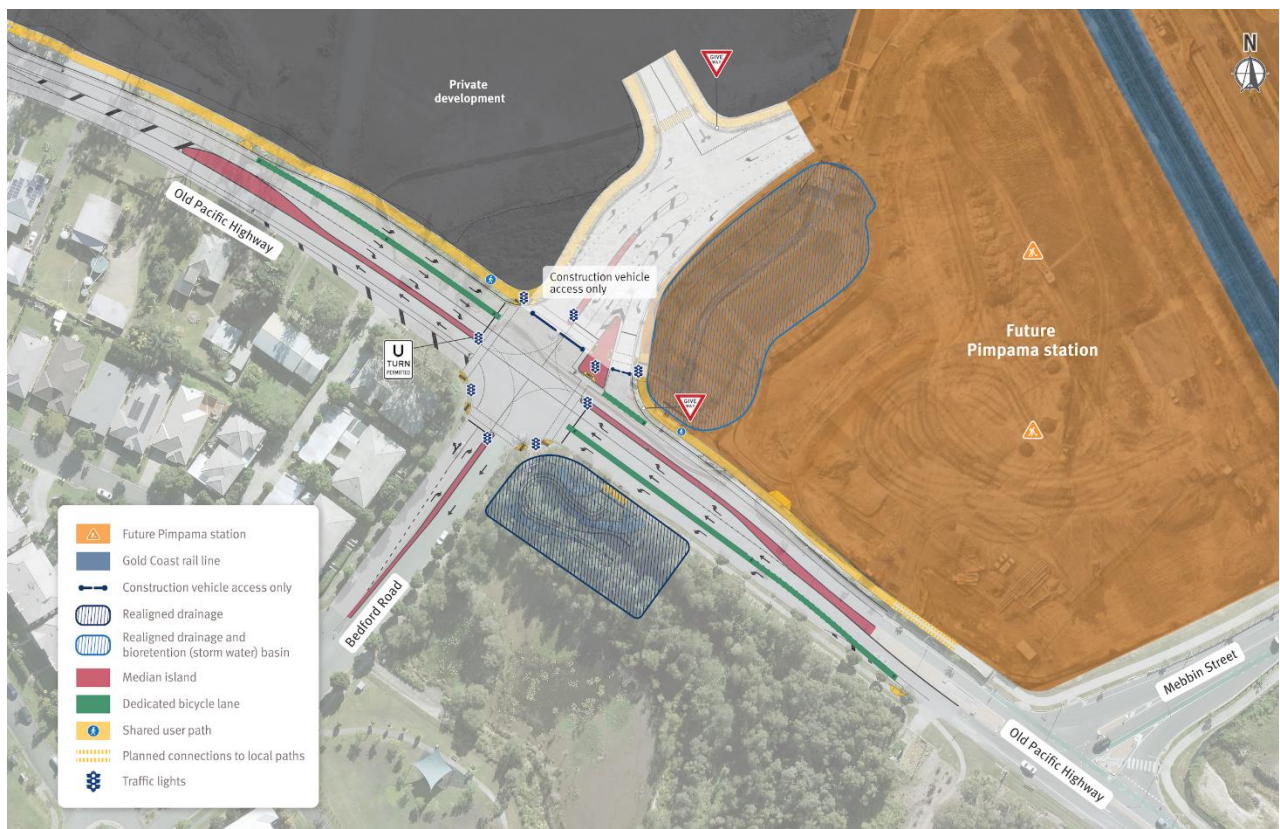 N
GIVE
WAY
Private
development
Old Pacific Highway
Construction vehicle
access only
U
TURN
PERMITTED
Future
Pimpama station
GIVE
WAY
Bedford Road
Mebbin Street
Old Pacific Highway
Future Pimpama station
Gold Coast rail line
Construction vehicle access only
Realigned drainage
Realigned drainage and
bioretention (storm water) basin
Median island
Dedicated bicycle lane
Shared user path
Planned connections to local paths
Traffic lights